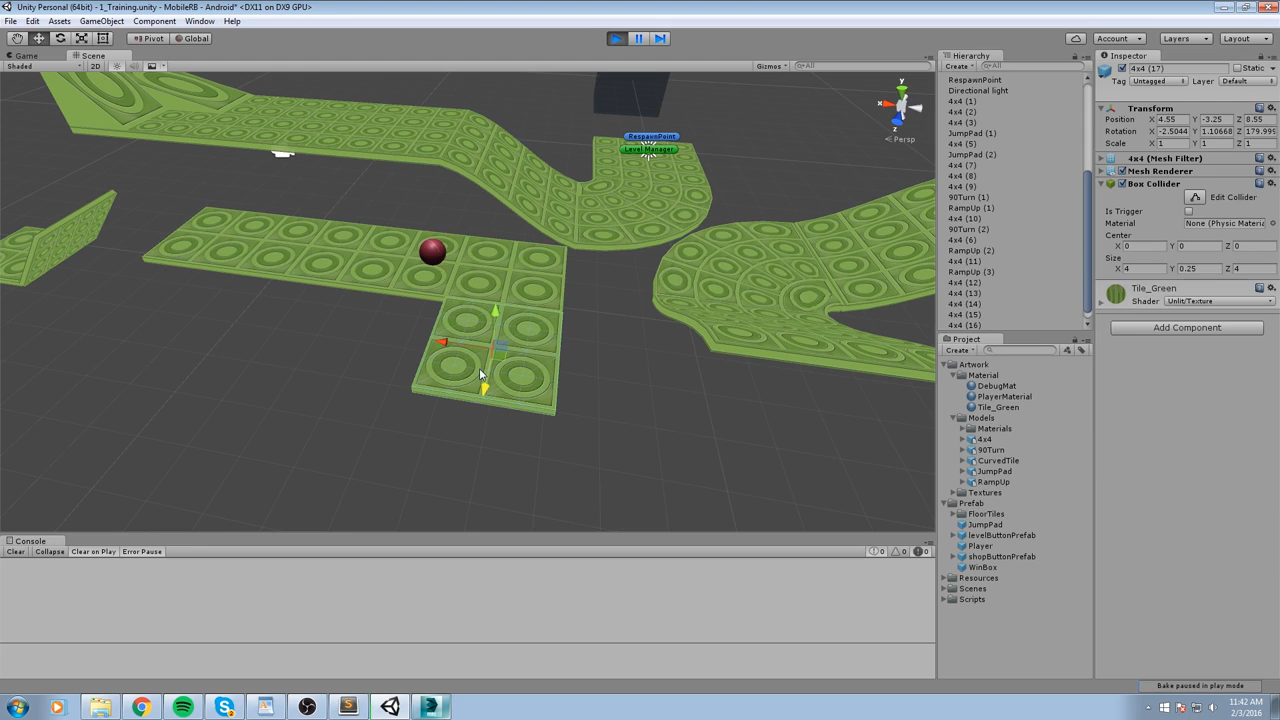 Unity Personal (64bit) - 1_Training.unity - MobileRB - Android* <DX11 on DX9 GPU>
File Edit Assets GameObject Component Window Help
Pivot Global Account Layers Layout
Game Scene
Shaded 2D Gizmos All
RespawnPoint
Level Manager
y
x
z
Persp
Hierarchy
Create All
RespawnPoint
Directional light
4x4 (1)
4x4 (2)
4x4 (3)
JumpPad (1)
4x4 (5)
JumpPad (2)
4x4 (7)
4x4 (8)
4x4 (9)
90Turn (1)
RampUp (1)
4x4 (10)
90Turn (2)
4x4 (6)
RampUp (2)
4x4 (11)
RampUp (3)
4x4 (12)
4x4 (13)
4x4 (14)
4x4 (15)
4x4 (16)
Project
Create
Artwork
Material
DebugMat
PlayerMaterial
Tile_Green
Models
Materials
4x4
90Turn
CurvedTile
JumpPad
RampUp
Textures
Prefab
FloorTiles
JumpPad
levelButtonPrefab
Player
shopButtonPrefab
WinBox
Resources
Scenes
Scripts
Inspector
4x4 (17) Static
Tag Untagged Layer Default
Transform
Position X 4.55 Y -3.25 Z 8.55
Rotation X -2.5044 Y 1.10668 Z 179.999
Scale X 1 Y 1 Z 1
4x4 (Mesh Filter)
Mesh Renderer
Box Collider
Edit Collider
Is Trigger
Material None (Physic Materia
Center
X 0 Y 0 Z 0
Size
X 4 Y 0.25 Z 4
Tile_Green
Shader Unlit/Texture
Add Component
Console
Clear Collapse Clear on Play Error Pause 0 0 0
Bake paused in play mode
11:42 AM
2/3/2016